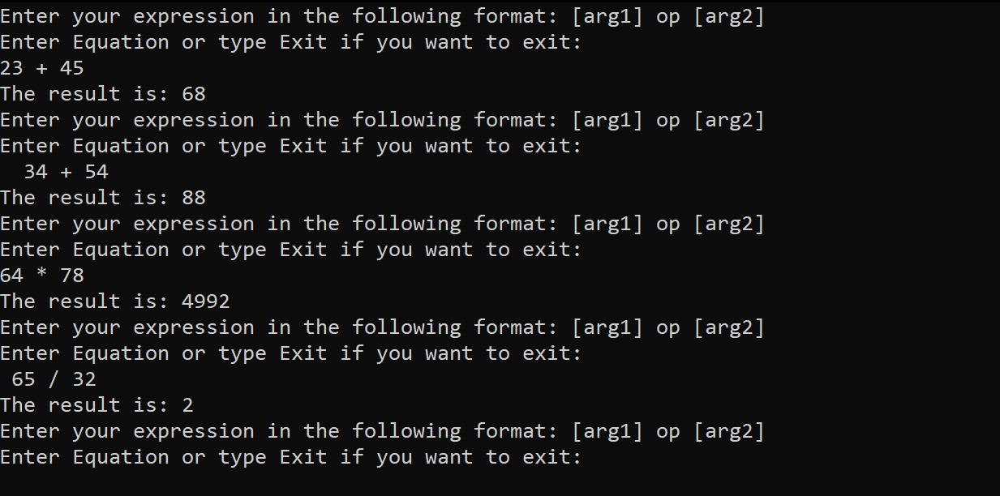 Enter your expression in the following format: [arg1] op [arg2]
Enter Equation or type Exit if you want to exit:
23 + 45
The result is: 68
Enter your expression in the following format: [arg1] op [arg2]
Enter Equation or type Exit if you want to exit:
  34 + 54
The result is: 88
Enter your expression in the following format: [arg1] op [arg2]
Enter Equation or type Exit if you want to exit:
64 * 78
The result is: 4992
Enter your expression in the following format: [arg1] op [arg2]
Enter Equation or type Exit if you want to exit:
 65 / 32
The result is: 2
Enter your expression in the following format: [arg1] op [arg2]
Enter Equation or type Exit if you want to exit: